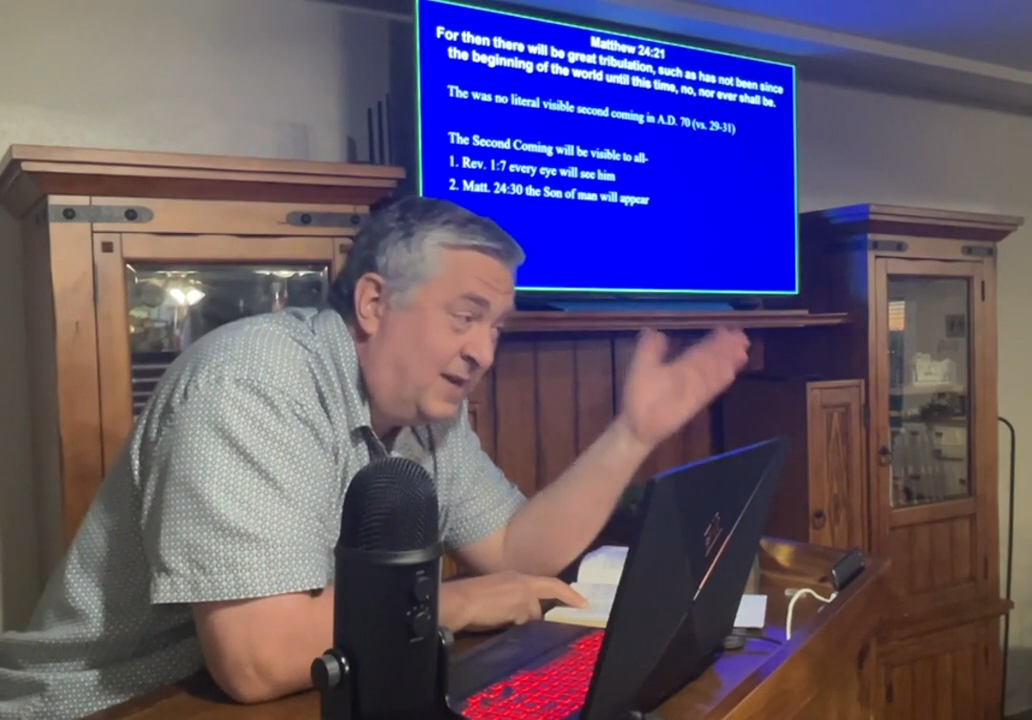 Matthew 24:21
For then there will be great tribulation, such as has not been since
the beginning of the world until this time, no, nor ever shall be.
The was no literal visible second coming in A.D. 70 (vs. 29-31)
The Second Coming will be visible to all-
1. Rev. 1:7 every eye will see him
2. Matt. 24:30 the Son of man will appear